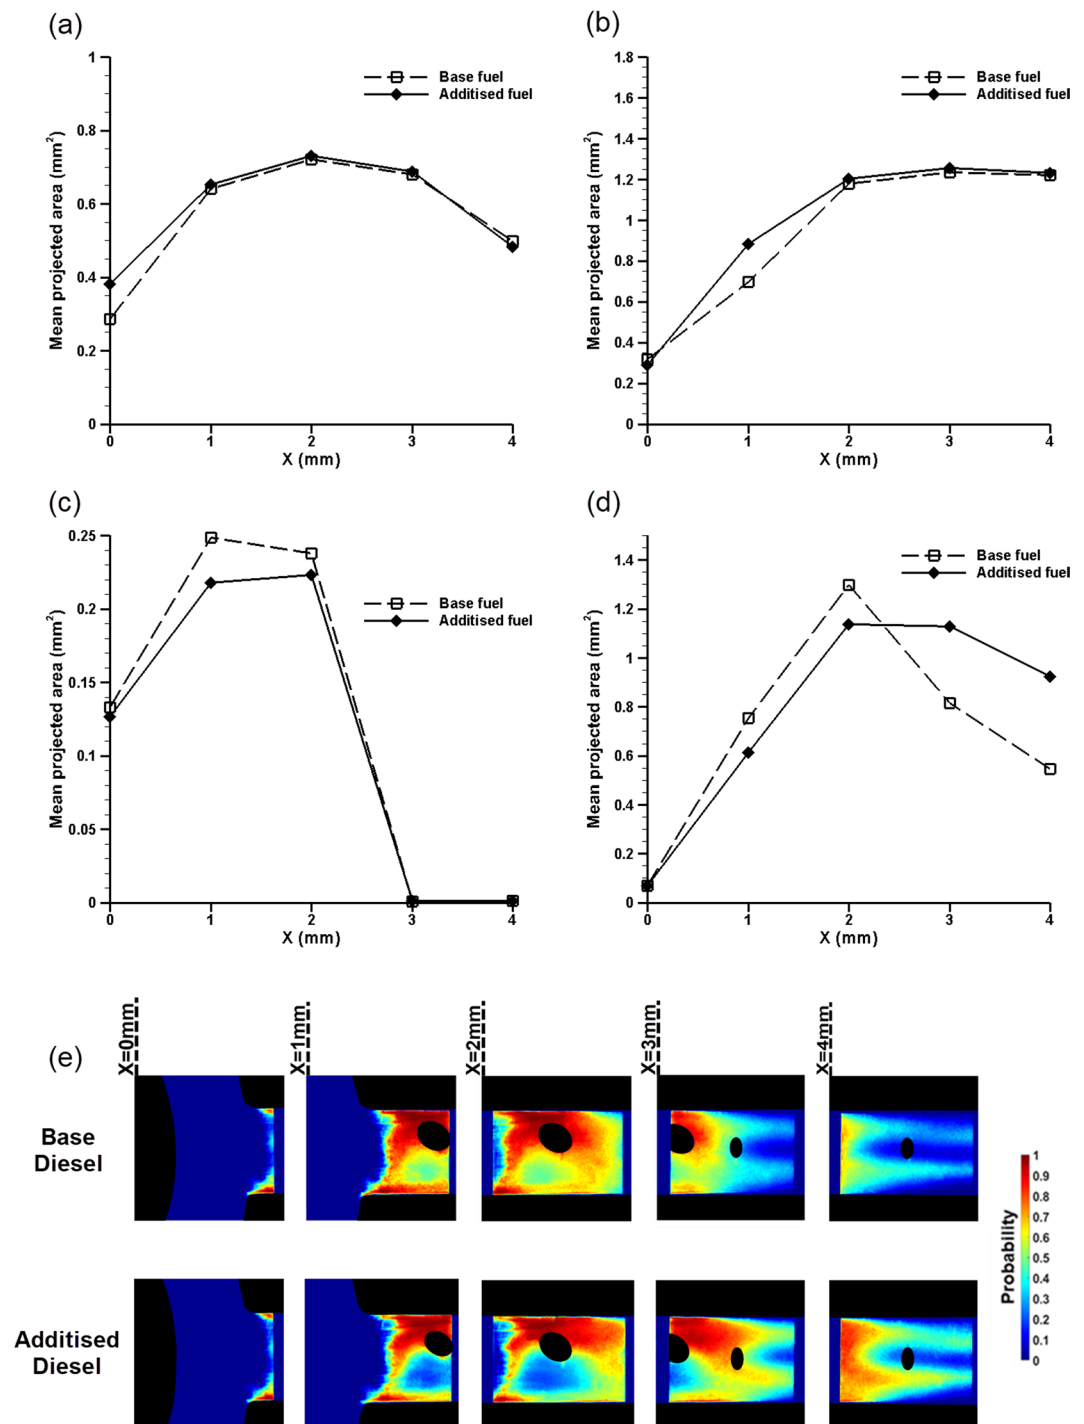 (a)
1
0.8
0.6
0.4
0.2
0
0 1 2 3 4
Mean projected area (mm²)
X (mm)
Base fuel
Additised fuel
(b)
1.8
1.6
1.4
1.2
1
0.8
0.6
0.4
0.2
0
0 1 2 3 4
Mean projected area (mm²)
X (mm)
Base fuel
Additised fuel
(c)
0.25
0.2
0.15
0.1
0.05
0
0 1 2 3 4
Mean projected area (mm²)
X (mm)
Base fuel
Additised fuel
(d)
1.4
1.2
1
0.8
0.6
0.4
0.2
0
0 1 2 3 4
Mean projected area (mm²)
X (mm)
Base fuel
Additised fuel
(e)
X=0mm
X=1mm
X=2mm
X=3mm
X=4mm
Base
Diesel
Additised
Diesel
Probability
1
0.9
0.8
0.7
0.6
0.5
0.4
0.3
0.2
0.1
0